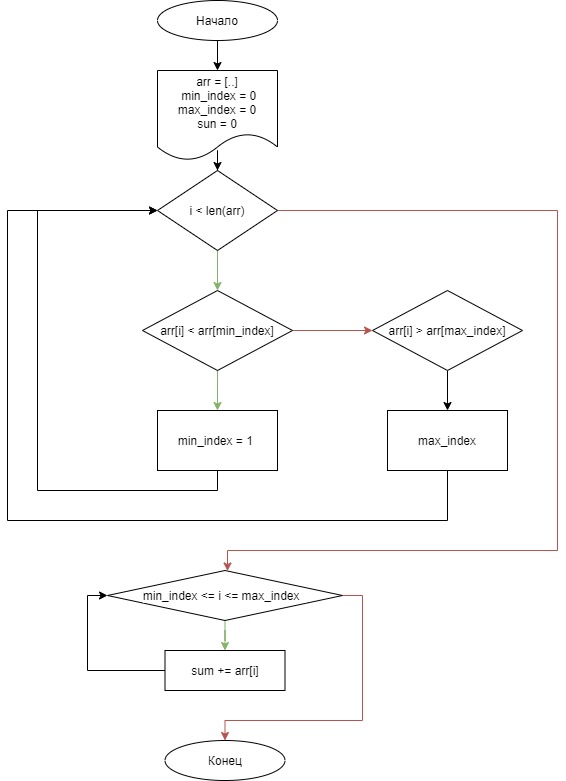 Начало
arr = [..]
min_index = 0
max_index = 0
sun = 0
i < len(arr)
arr[i] < arr[min_index]
arr[i] > arr[max_index]
min_index = 1
max_index
min_index <= i <= max_index
sum += arr[i]
Конец